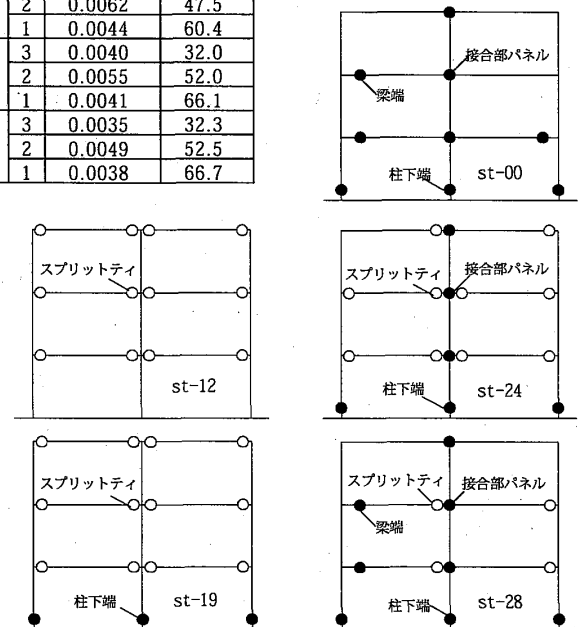 2 0.0062 47.5
1 0.0044 60.4
3 0.0040 32.0
2 0.0055 52.0
1 0.0041 66.1
3 0.0035 32.3
2 0.0049 52.5
1 0.0038 66.7
接合部パネル
梁端
柱下端 st-00
スプリットティ
st-12
スプリットティ 接合部パネル
柱下端 st-24
スプリットティ
柱下端 st-19
スプリットティ 接合部パネル
梁端
柱下端 st-28